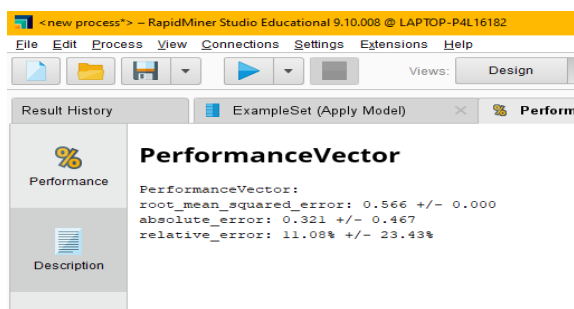 <new process*> – RapidMiner Studio Educational 9.10.008 @ LAPTOP-P4L16182
File Edit Process View Connections Settings Extensions Help
Views: Design
Result History ExampleSet (Apply Model) % Perform
%
Performance
Description
PerformanceVector
PerformanceVector:
root_mean_squared_error: 0.566 +/- 0.000
absolute_error: 0.321 +/- 0.467
relative_error: 11.08% +/- 23.43%